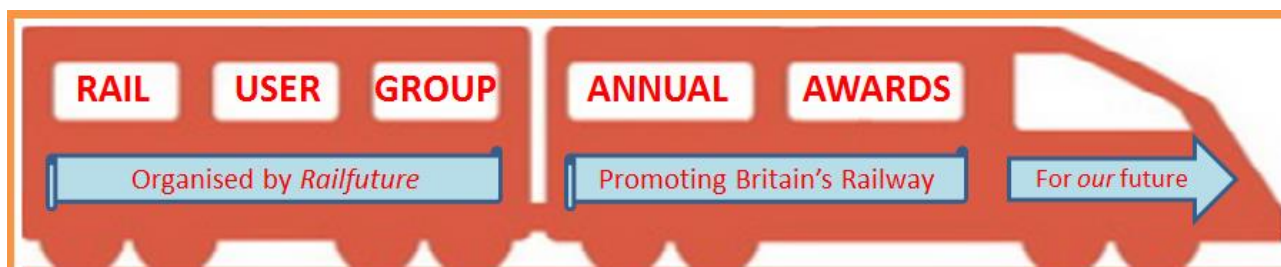 RAIL USER GROUP ANNUAL AWARDS
Organised by Railfuture Promoting Britain's Railway For our future